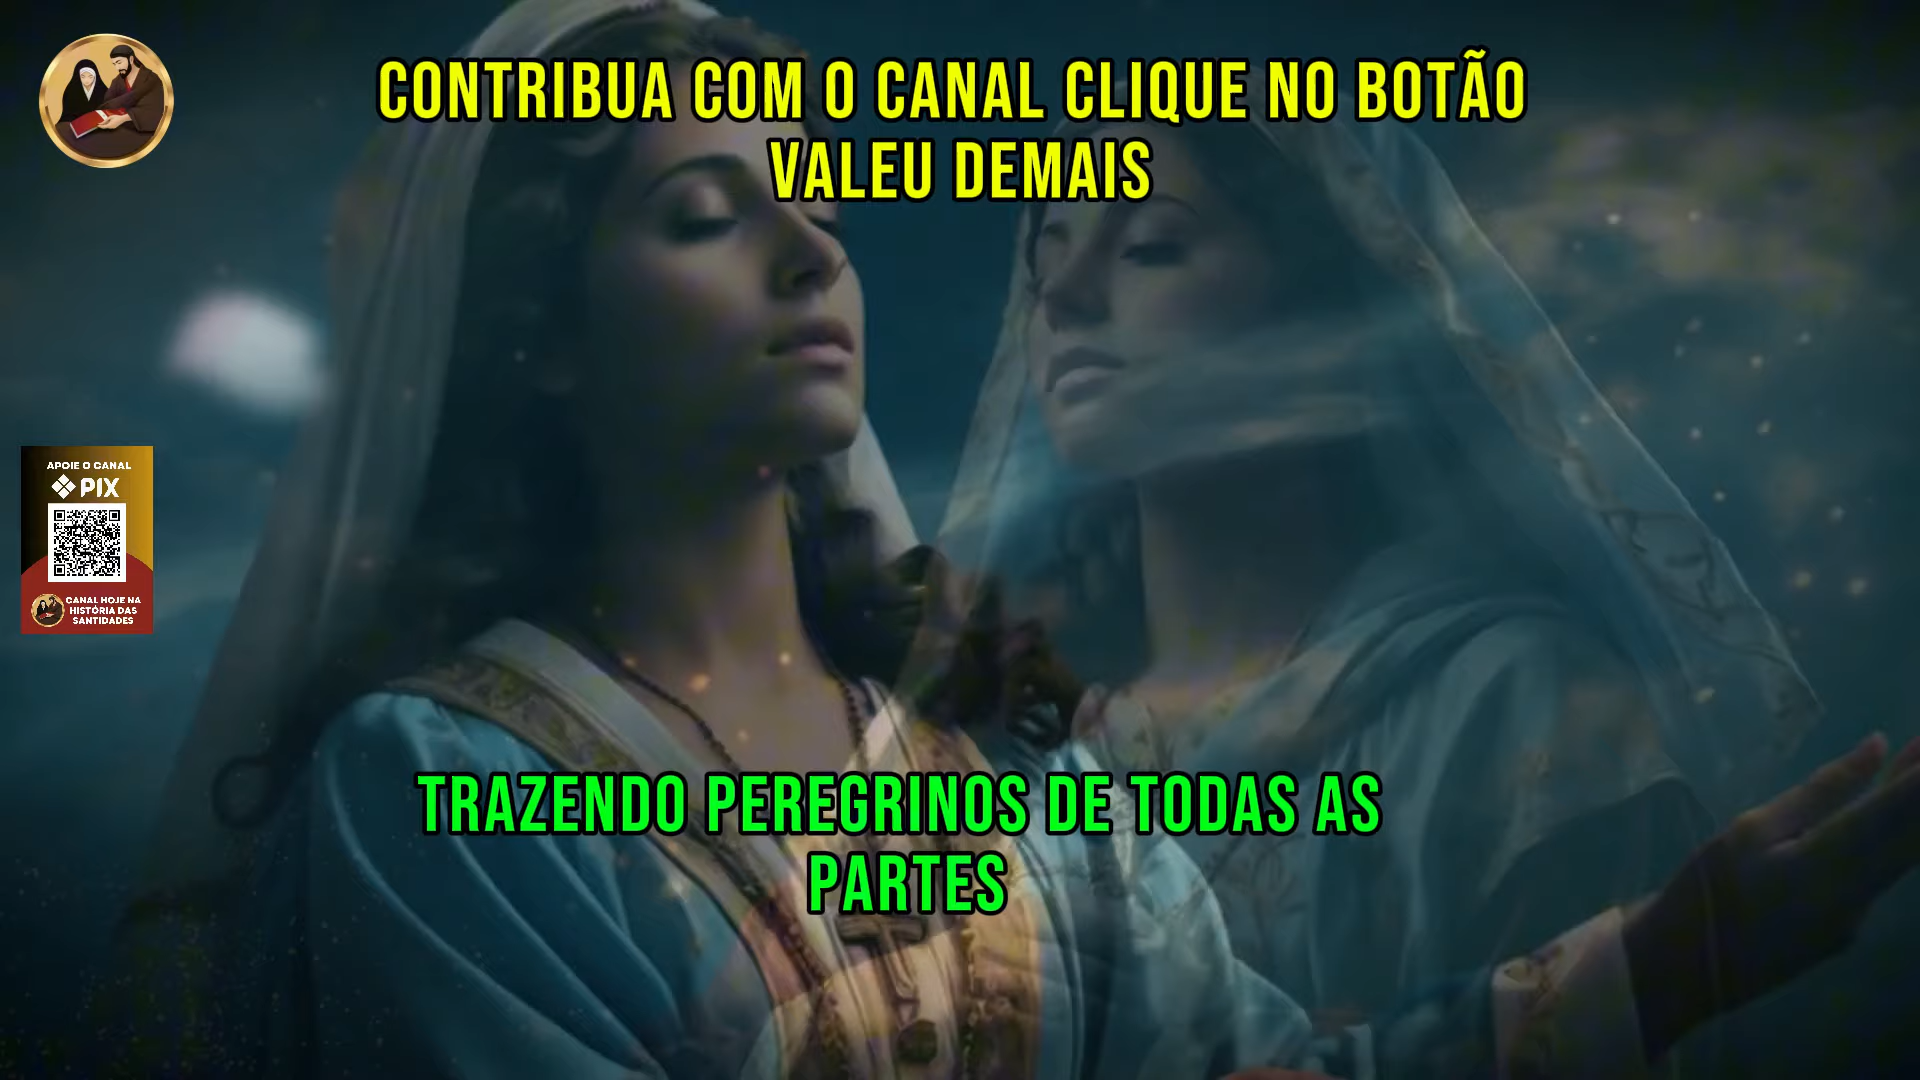 CONTRIBUA COM O CANAL CLIQUE NO BOTÃO
VALEU DEMAIS
APOIE O CANAL
PIX
CANAL HOJE NA
HISTÓRIA DAS
SANTIDADES
TRAZENDO PEREGRINOS DE TODAS AS
PARTES